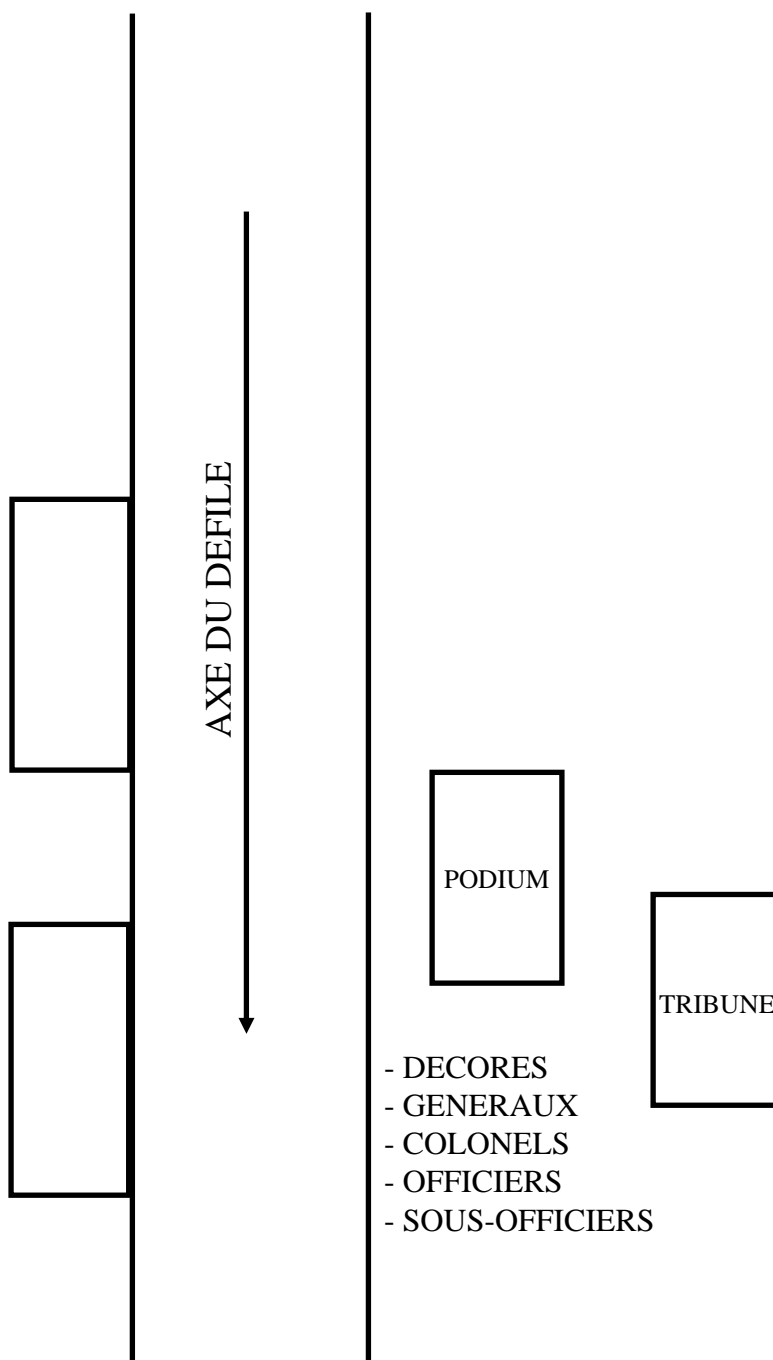 AXE DU DEFILE
PODIUM
TRIBUNE
- DECORES
- GENERAUX
- COLONELS
- OFFICIERS
- SOUS-OFFICIERS